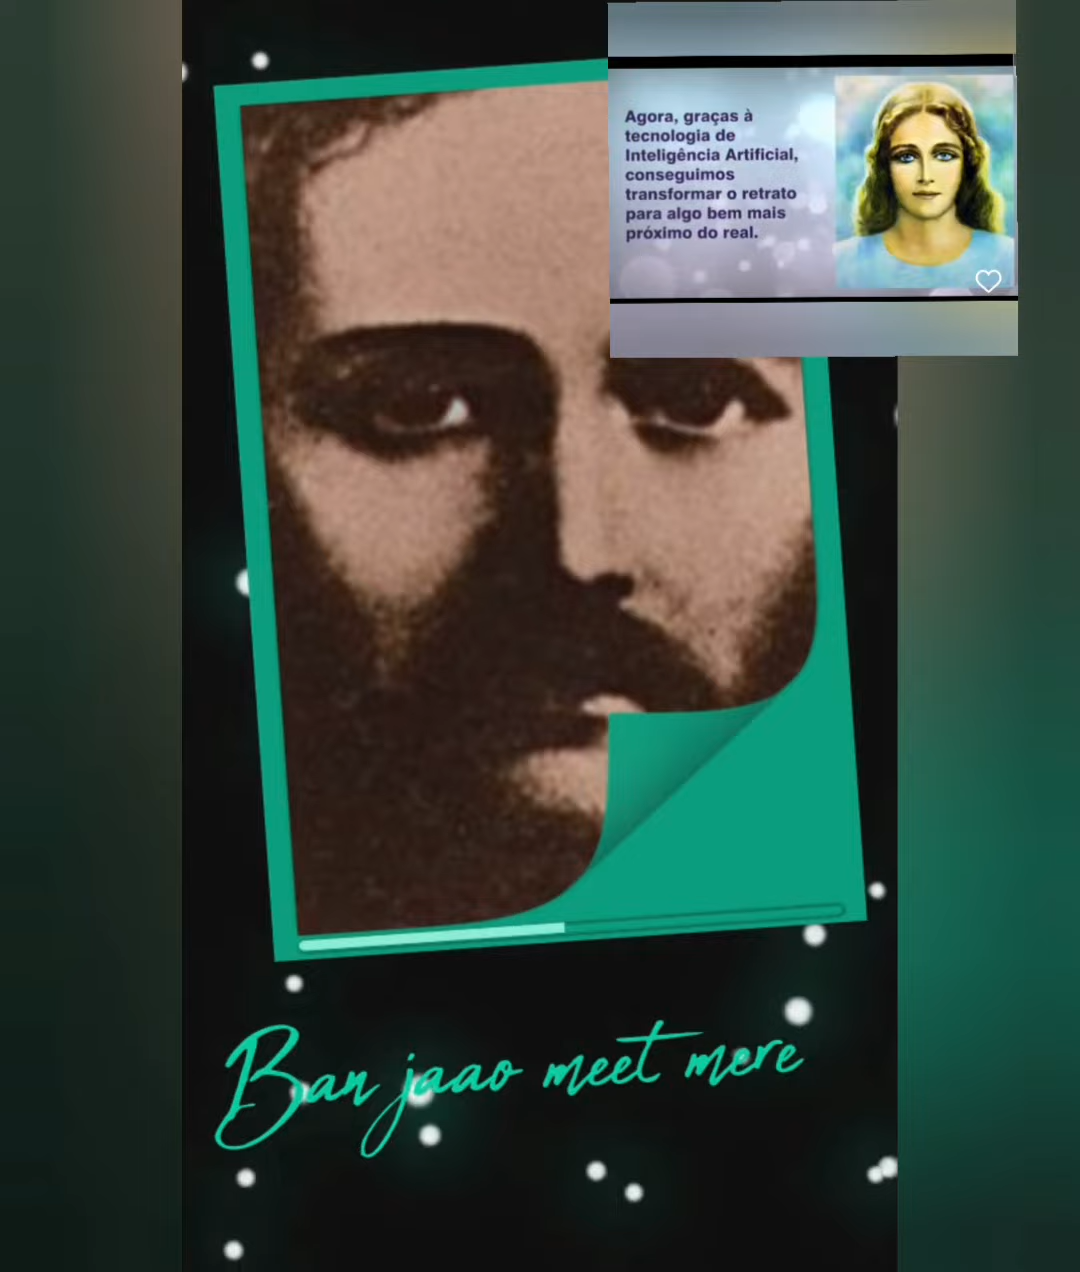 Agora, graças à
tecnologia de
Inteligência Artificial,
conseguimos
transformar o retrato
para algo bem mais
próximo do real.
Ban jaao meet mere